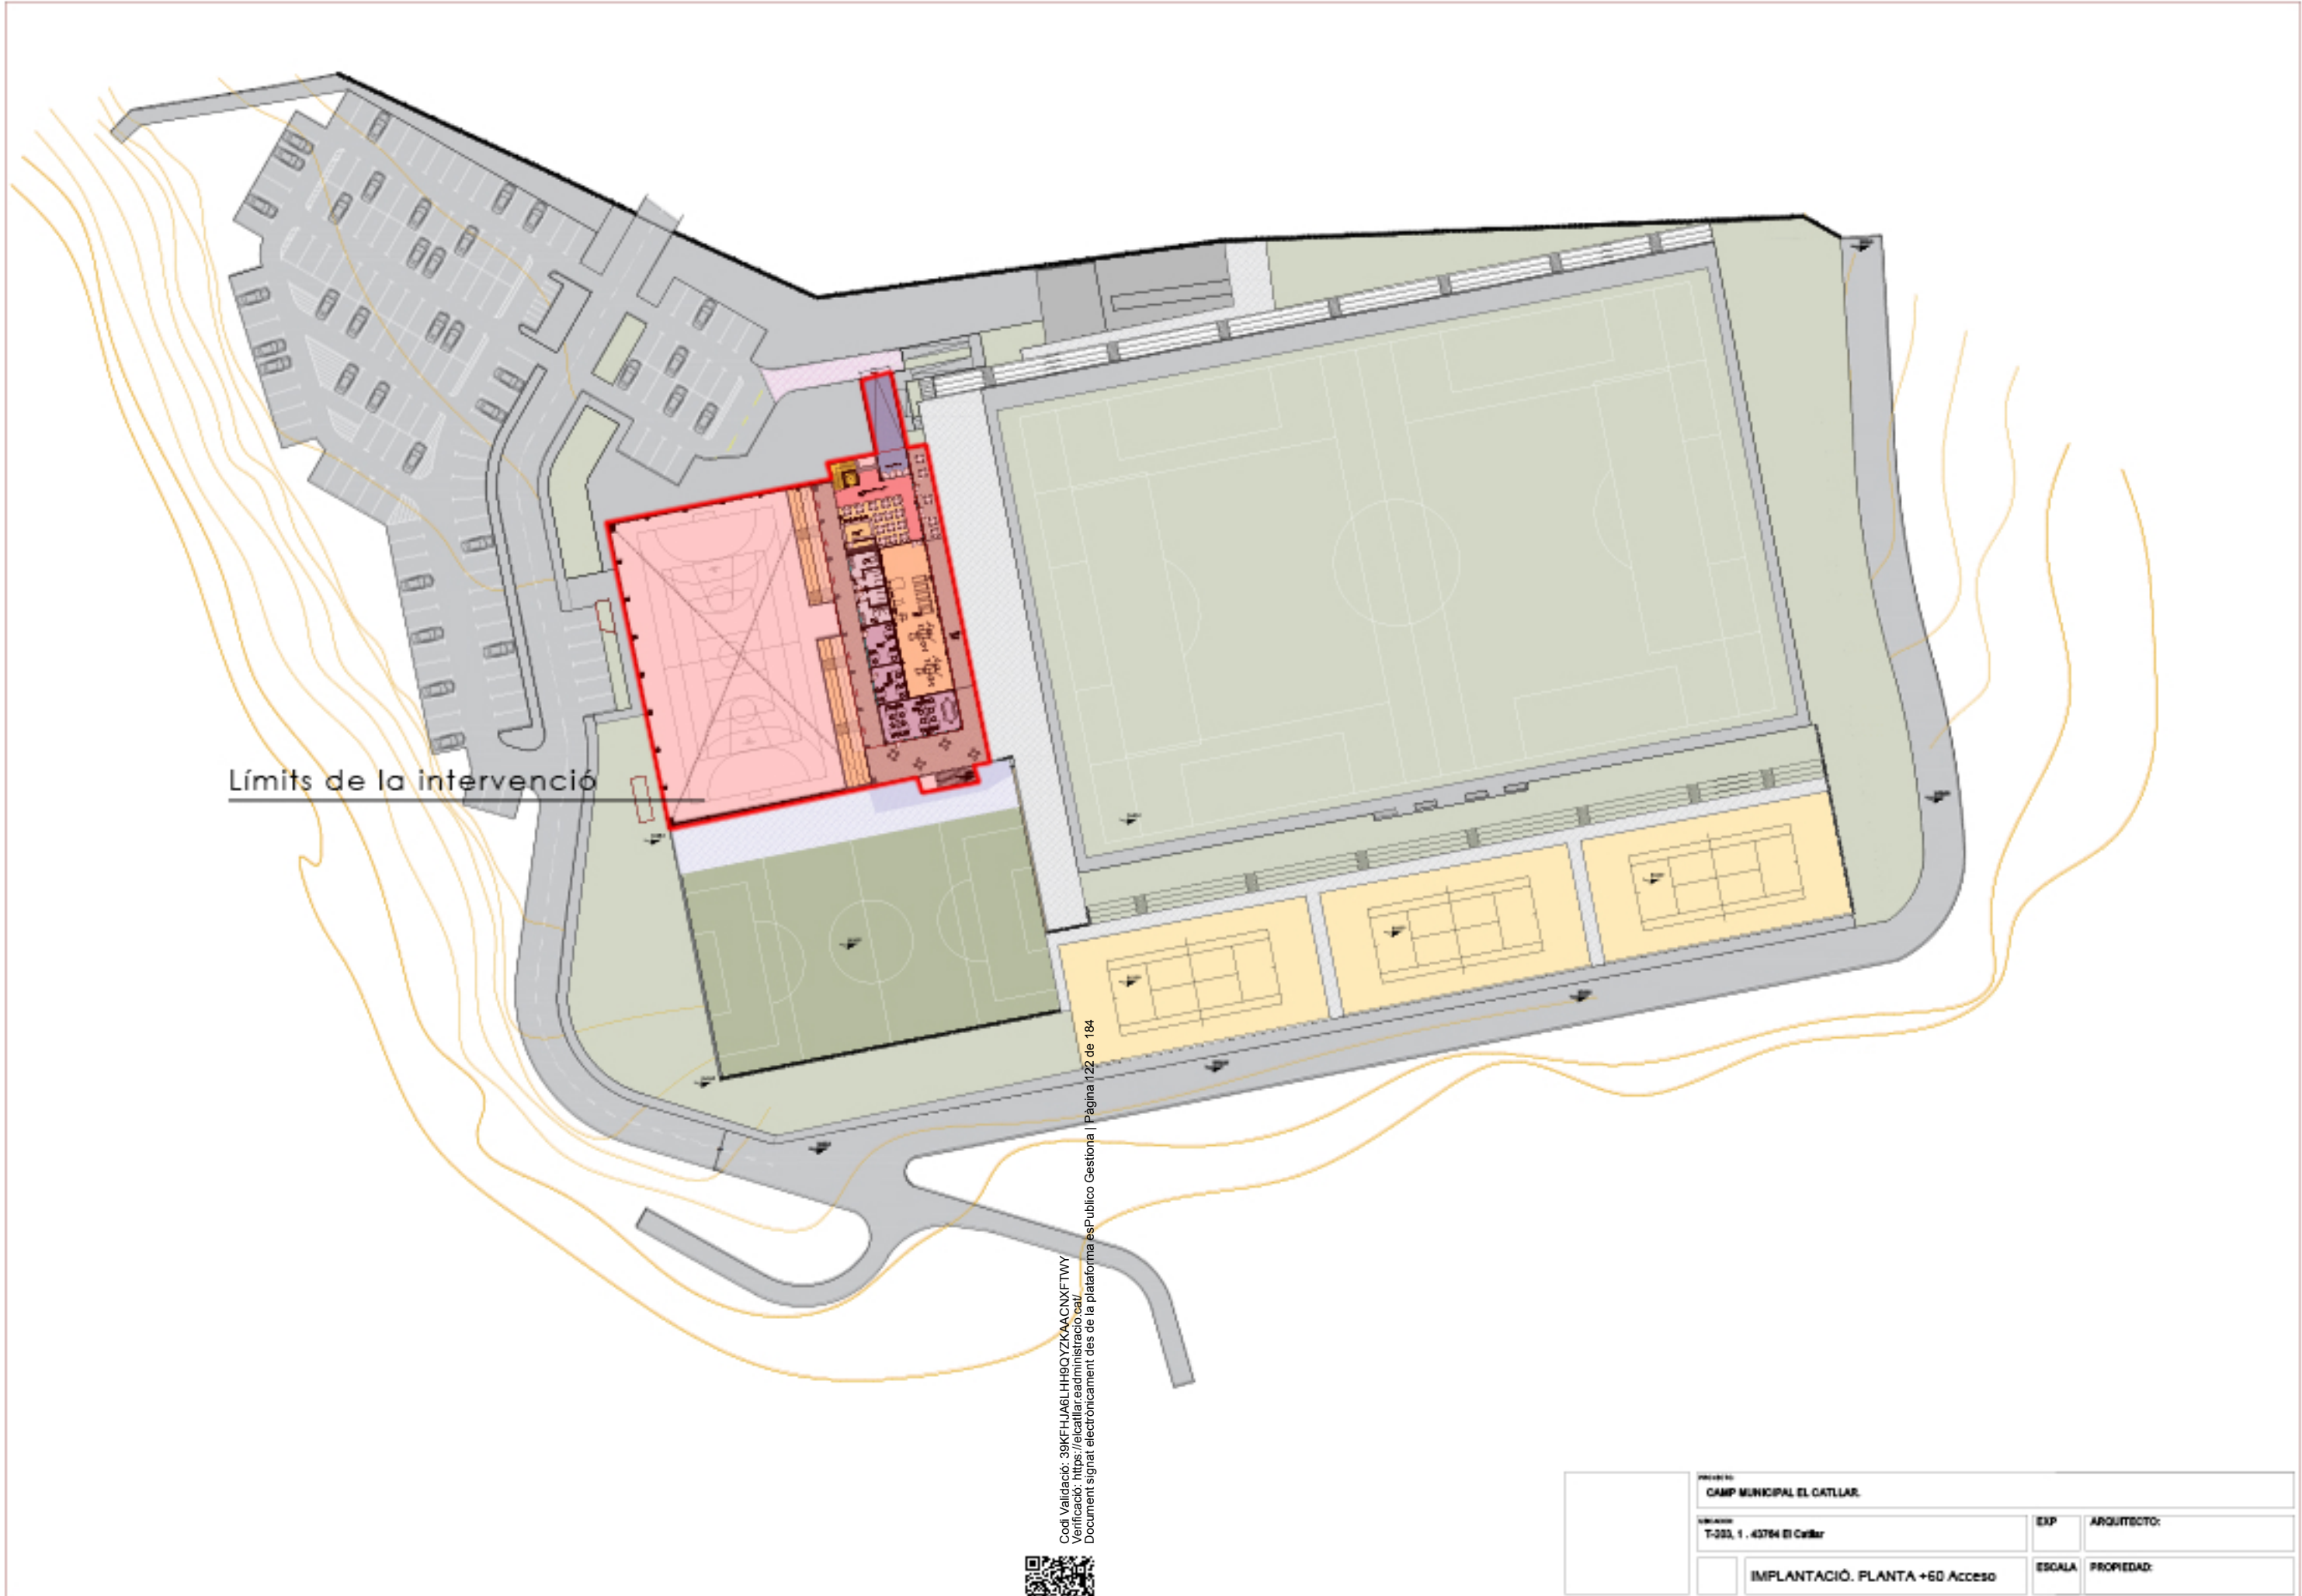 Límits de la intervenció
Codi Validació: 39KFHJA6LHH9QYZKAACNXFTWY
Verificació: https://elcatllar.eadministracio.cat/
Document signat electrònicament des de la plataforma esPublico Gestiona | Pàgina 122 de 184
PROYECTO:
CAMP MUNICIPAL EL CATLLAR.
T-203, 1 . 43764 El Catllar
EXP
ARQUITECTO:
IMPLANTACIÓ. PLANTA +60 Acceso
ESCALA
PROPIEDAD: